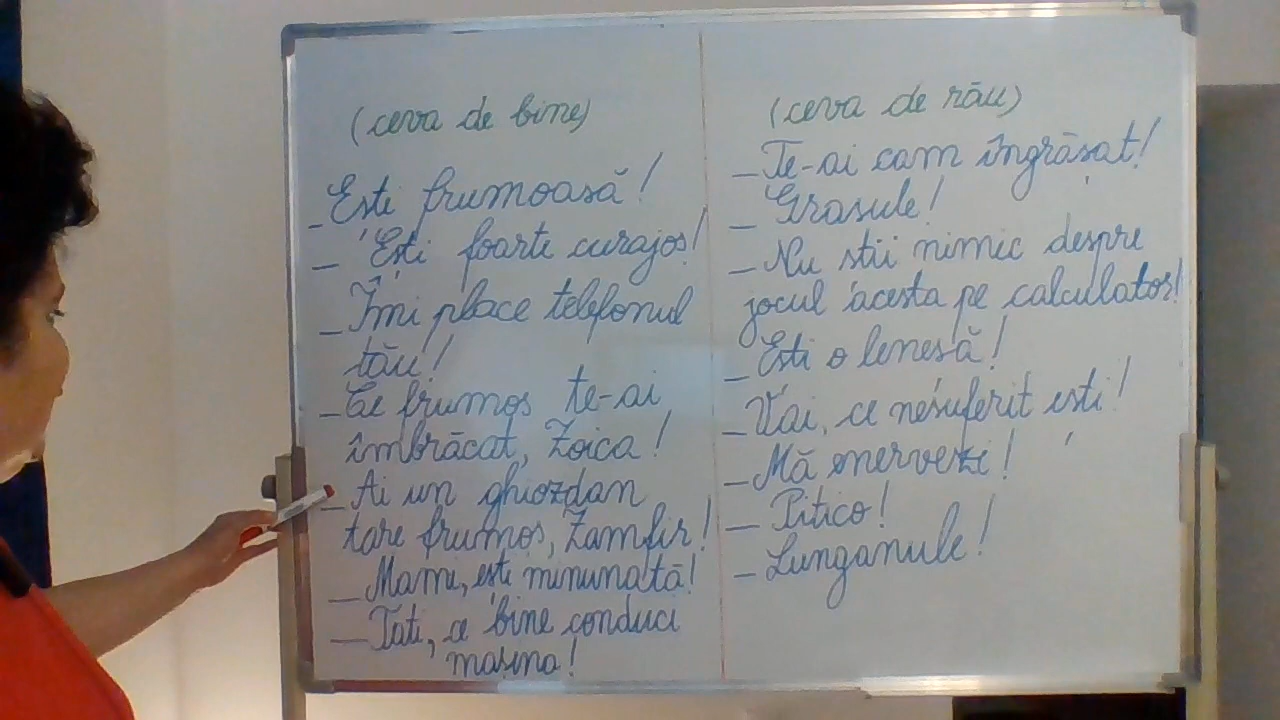 (ceva de bine)
_ Ești frumoasă!
_ Ești foarte curajos!
_ Îmi place telefonul
tău!
_ Ce frumos te-ai
îmbrăcat, Zoica!
_ Ai un ghiozdan
tare frumos, Zamfir!
_ Mami, ești minunată!
_ Tati, ce bine conduci
mașina!
(ceva de rău)
_ Te-ai cam îngrășat!
_ Grasule!
_ Nu știi nimic despre
jocul acesta pe calculator!
_ Ești o leneșă!
_ Vai, ce nesuferit ești!
_ Mă enervezi!
_ Pitico!
_ Lunganule!